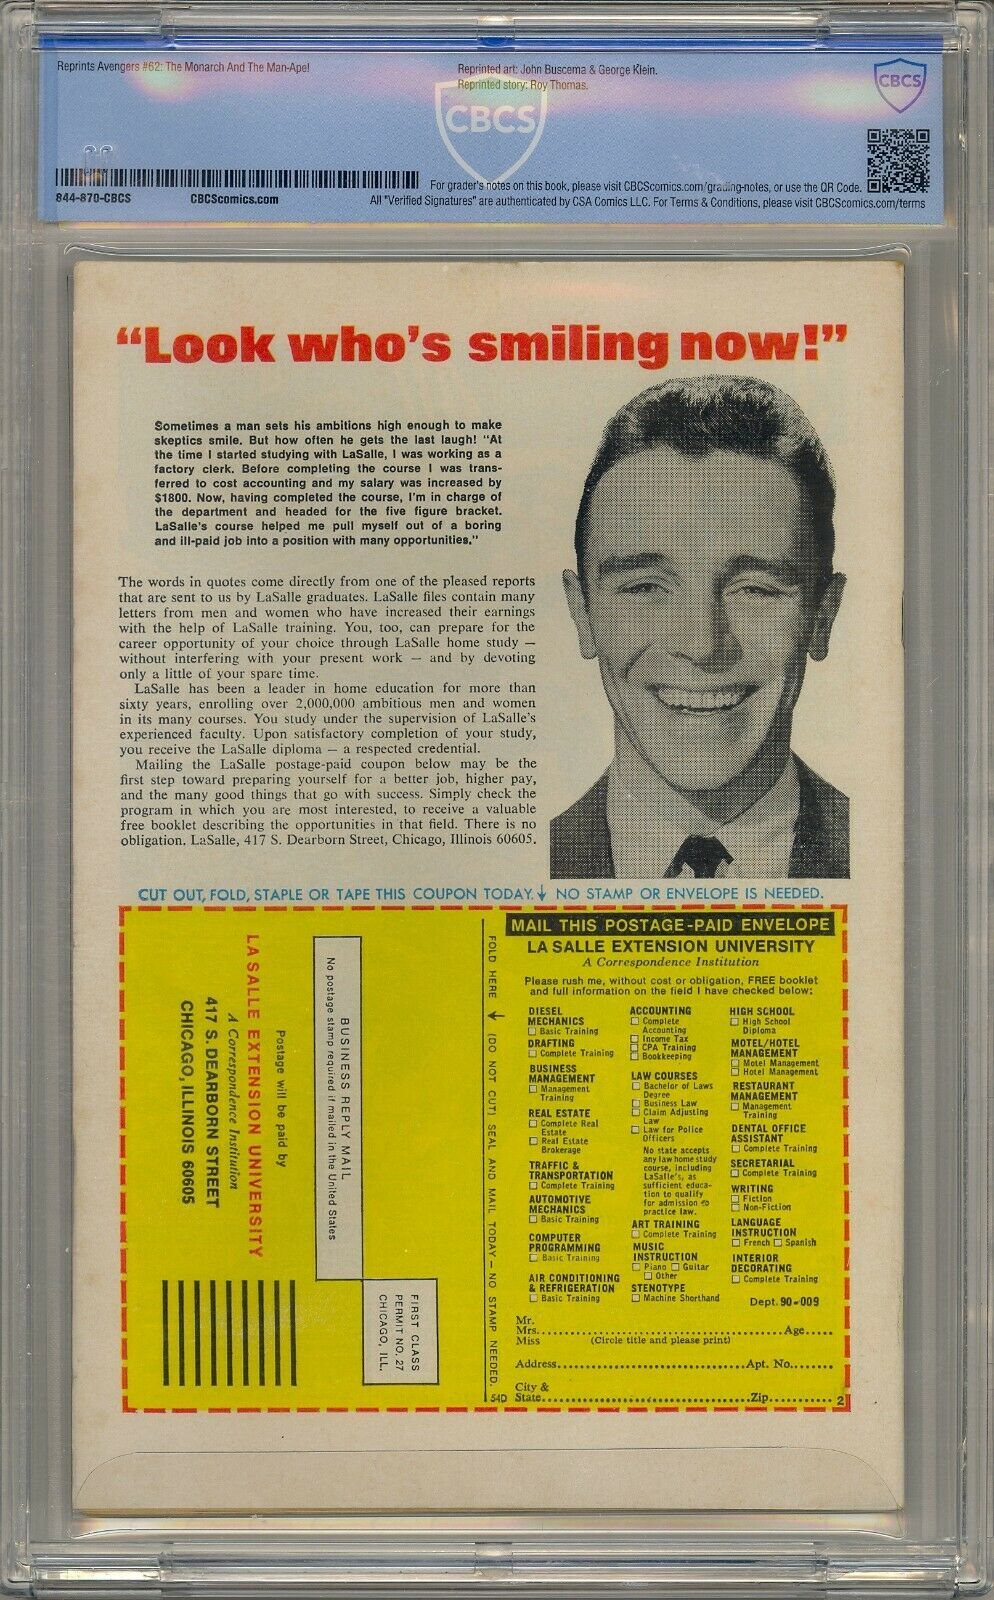 Reprints Avengers #62: The Monarch And The Man-Ape!
Reprinted art: John Buscema & George Klein.
Reprinted story: Roy Thomas.
CBCS
CBCS
844-870-CBCS
CBCScomics.com
For grader's notes on this book, please visit CBCScomics.com/grading-notes, or use the QR Code.
All "Verified Signatures" are authenticated by CSA Comics LLC. For Terms & Conditions, please visit CBCScomics.com/terms
“Look who's smiling now!”
Sometimes a man sets his ambitions high enough to make
skeptics smile. But how often he gets the last laugh! "At
the time I started studying with LaSalle, I was working as a
factory clerk. Before completing the course I was trans-
ferred to cost accounting and my salary was increased by
$1800. Now, having completed the course, I'm in charge of
the department and headed for the five figure bracket.
LaSalle's course helped me pull myself out of a boring
and ill-paid job into a position with many opportunities."
The words in quotes come directly from one of the pleased reports
that are sent to us by LaSalle graduates. LaSalle files contain many
letters from men and women who have increased their earnings
with the help of LaSalle training. You, too, can prepare for the
career opportunity of your choice through LaSalle home study —
without interfering with your present work — and by devoting
only a little of your spare time.
LaSalle has been a leader in home education for more than
sixty years, enrolling over 2,000,000 ambitious men and women
in its many courses. You study under the supervision of LaSalle's
experienced faculty. Upon satisfactory completion of your study,
you receive the LaSalle diploma — a respected credential.
Mailing the LaSalle postage-paid coupon below may be the
first step toward preparing yourself for a better job, higher pay,
and the many good things that go with success. Simply check the
program in which you are most interested, to receive a valuable
free booklet describing the opportunities in that field. There is no
obligation. LaSalle, 417 S. Dearborn Street, Chicago, Illinois 60605.
CUT OUT, FOLD, STAPLE OR TAPE THIS COUPON TODAY. ↓ NO STAMP OR ENVELOPE IS NEEDED.
FIRST CLASS
PERMIT NO. 27
CHICAGO, ILL.
BUSINESS REPLY MAIL
No postage stamp required if mailed in the United States
Postage will be paid by
LA SALLE EXTENSION UNIVERSITY
A Correspondence Institution
417 S. DEARBORN STREET
CHICAGO, ILLINOIS 60605
FOLD HERE ↓ (DO NOT CUT) SEAL AND MAIL TODAY — NO STAMP NEEDED.
54D
MAIL THIS POSTAGE-PAID ENVELOPE
LA SALLE EXTENSION UNIVERSITY
A Correspondence Institution
Please rush me, without cost or obligation, FREE booklet
and full information on the field I have checked below:
DIESEL
MECHANICS
☐ Basic Training
DRAFTING
☐ Complete Training
BUSINESS
MANAGEMENT
☐ Management
Training
REAL ESTATE
☐ Complete Real
Estate
☐ Real Estate
Brokerage
TRAFFIC &
TRANSPORTATION
☐ Complete Training
AUTOMOTIVE
MECHANICS
☐ Basic Training
COMPUTER
PROGRAMMING
☐ Basic Training
AIR CONDITIONING
& REFRIGERATION
☐ Basic Training
ACCOUNTING
☐ Complete
Accounting
☐ Income Tax
☐ CPA Training
☐ Bookkeeping
LAW COURSES
☐ Bachelor of Laws
Degree
☐ Business Law
☐ Claim Adjusting
Law
☐ Law for Police
Officers
No state accepts
any law home study
course, including
LaSalle's, as
sufficient educa-
tion to qualify
for admission to
practice law.
ART TRAINING
☐ Complete Training
MUSIC
INSTRUCTION
☐ Piano ☐ Guitar
☐ Other
STENOTYPE
☐ Machine Shorthand
HIGH SCHOOL
☐ High School
Diploma
MOTEL/HOTEL
MANAGEMENT
☐ Motel Management
☐ Hotel Management
RESTAURANT
MANAGEMENT
☐ Management
Training
DENTAL OFFICE
ASSISTANT
☐ Complete Training
SECRETARIAL
☐ Complete Training
WRITING
☐ Fiction
☐ Non-Fiction
LANGUAGE
INSTRUCTION
☐ French ☐ Spanish
INTERIOR
DECORATING
☐ Complete Training
Dept. 90-009
Mr.
Mrs. Age
Miss (Circle title and please print)
Address Apt. No.
City &
State Zip 2